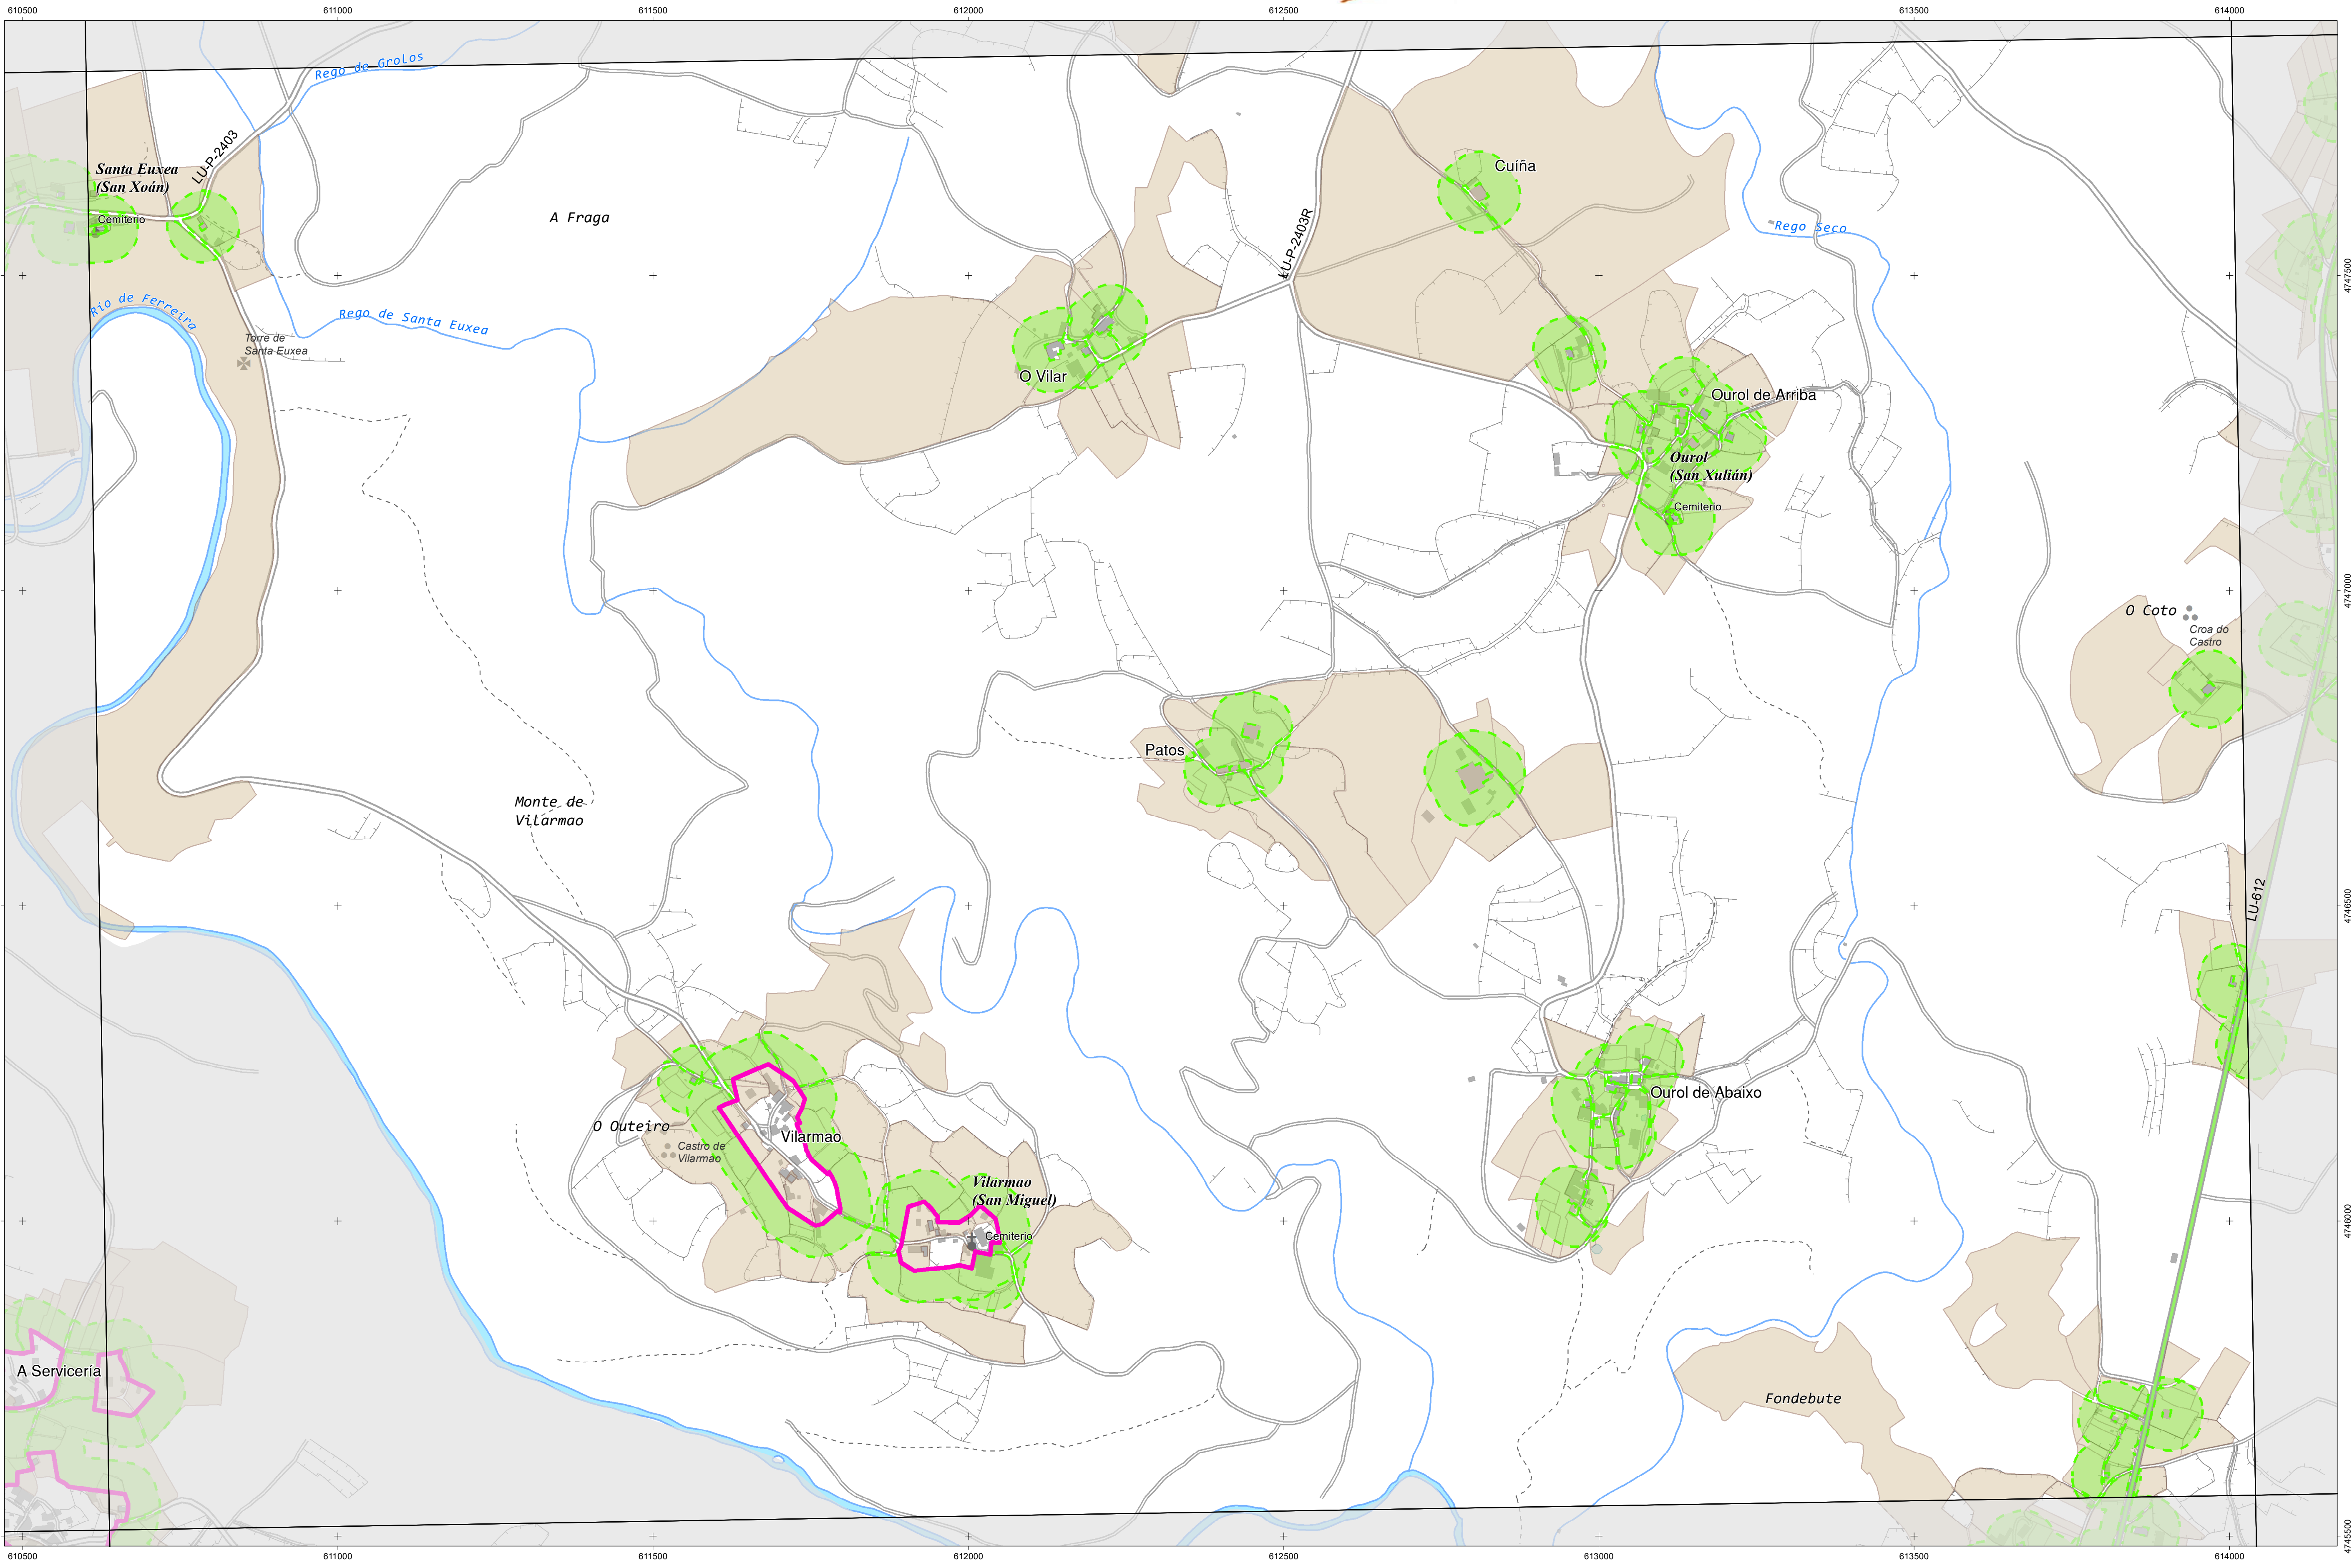 610500
611000
611500
612000
612500
613500
614000
Rego de Grolos
LU-P-2403
Santa Euxea
(San Xoán)
Cemiterio
A Fraga
LU-P-2403R
Cuíña
Rego Seco
4747500
Rio de Ferreira
Rego de Santa Euxea
Torre de
Santa Euxea
O Vilar
Ourol de Arriba
Ourol
(San Xulián)
Cemiterio
4747000
O Coto
Croa do
Castro
Patos
Monte de
Vilarmao
LU-612
4746500
Ourol de Abaixo
O Outeiro
Vilarmao
Castro de
Vilarmao
Vilarmao
(San Miguel)
Cemiterio
4746000
A Servicería
Fondebute
4745500
610500
611000
611500
612000
612500
613000
613500
614000